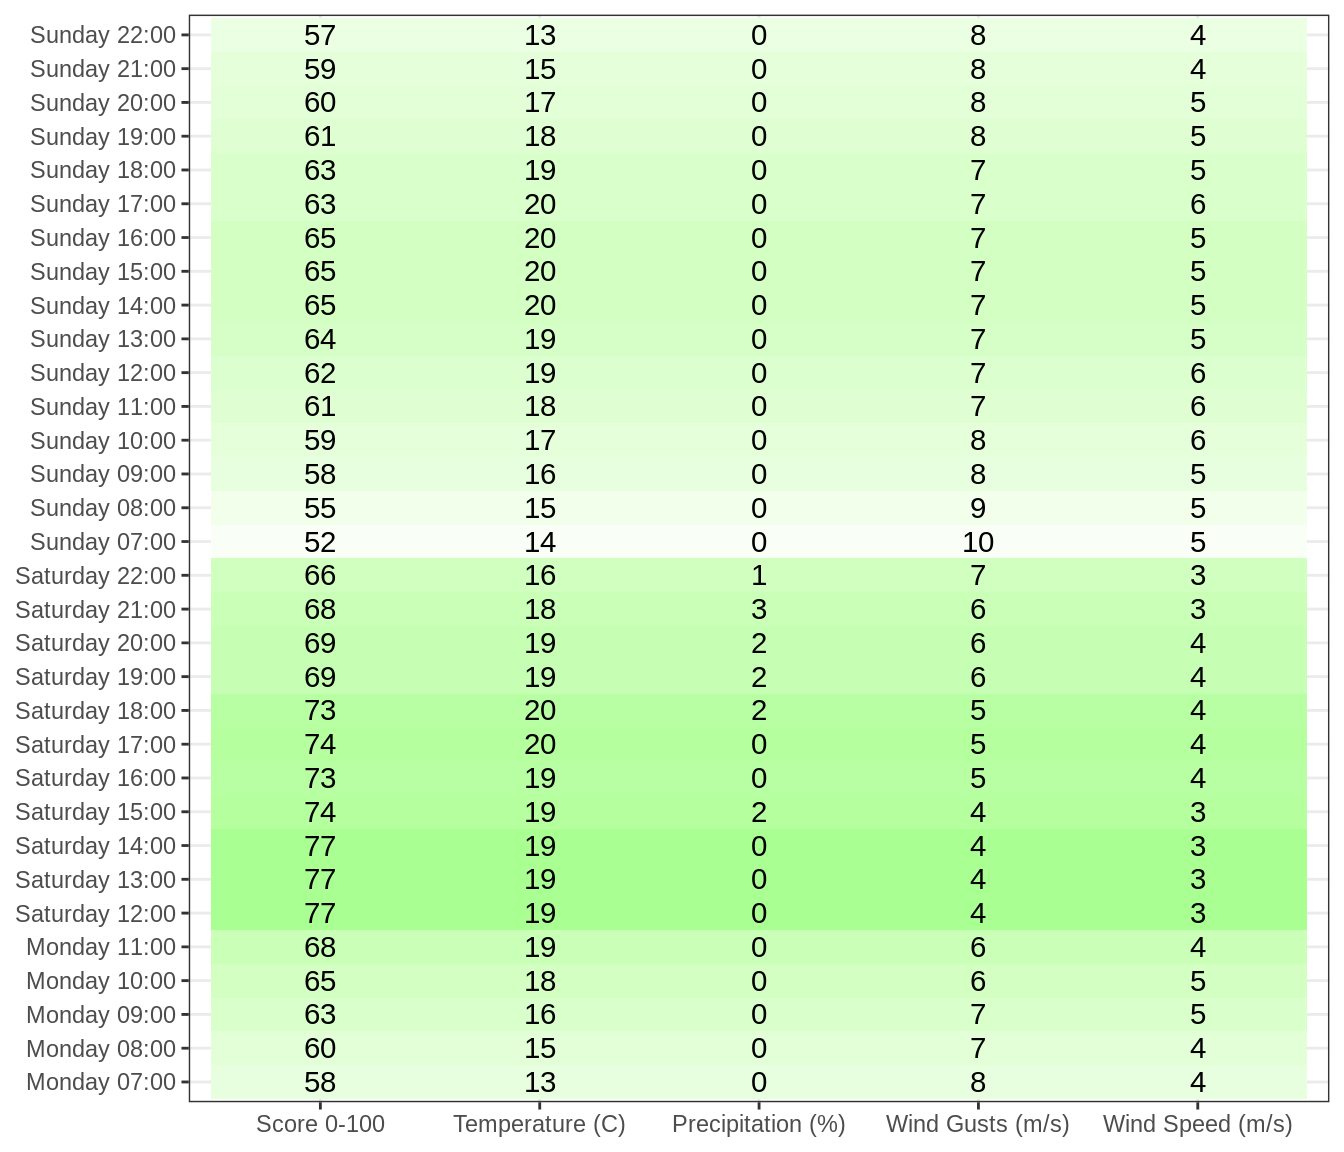 Sunday 22:00 57 13 0 8 4
Sunday 21:00 59 15 0 8 4
Sunday 20:00 60 17 0 8 5
Sunday 19:00 61 18 0 8 5
Sunday 18:00 63 19 0 7 5
Sunday 17:00 63 20 0 7 6
Sunday 16:00 65 20 0 7 5
Sunday 15:00 65 20 0 7 5
Sunday 14:00 65 20 0 7 5
Sunday 13:00 64 19 0 7 5
Sunday 12:00 62 19 0 7 6
Sunday 11:00 61 18 0 7 6
Sunday 10:00 59 17 0 8 6
Sunday 09:00 58 16 0 8 5
Sunday 08:00 55 15 0 9 5
Sunday 07:00 52 14 0 10 5
Saturday 22:00 66 16 1 7 3
Saturday 21:00 68 18 3 6 3
Saturday 20:00 69 19 2 6 4
Saturday 19:00 69 19 2 6 4
Saturday 18:00 73 20 2 5 4
Saturday 17:00 74 20 0 5 4
Saturday 16:00 73 19 0 5 4
Saturday 15:00 74 19 2 4 3
Saturday 14:00 77 19 0 4 3
Saturday 13:00 77 19 0 4 3
Saturday 12:00 77 19 0 4 3
Monday 11:00 68 19 0 6 4
Monday 10:00 65 18 0 6 5
Monday 09:00 63 16 0 7 5
Monday 08:00 60 15 0 7 4
Monday 07:00 58 13 0 8 4
Score 0-100 Temperature (C) Precipitation (%) Wind Gusts (m/s) Wind Speed (m/s)